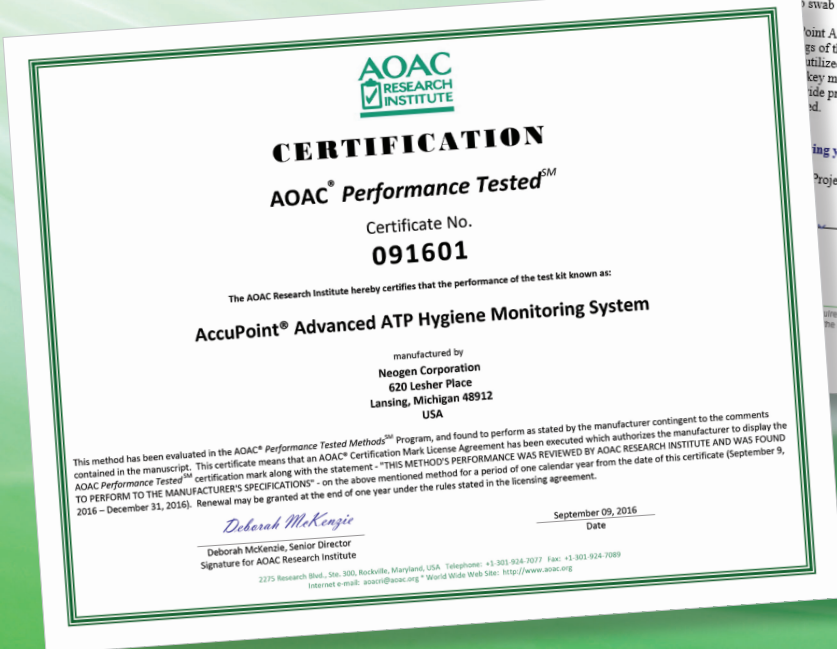 AOAC
RESEARCH
INSTITUTE
CERTIFICATION
AOAC® Performance Tested℠
Certificate No.
091601
The AOAC Research Institute hereby certifies that the performance of the test kit known as:
AccuPoint® Advanced ATP Hygiene Monitoring System
manufactured by
Neogen Corporation
620 Lesher Place
Lansing, Michigan 48912
USA
This method has been evaluated in the AOAC® Performance Tested Methods℠ Program, and found to perform as stated by the manufacturer contingent to the comments
contained in the manuscript. This certificate means that an AOAC® Certification Mark License Agreement has been executed which authorizes the manufacturer to display the
AOAC Performance Tested℠ certification mark along with the statement - "THIS METHOD'S PERFORMANCE WAS REVIEWED BY AOAC RESEARCH INSTITUTE AND WAS FOUND
TO PERFORM TO THE MANUFACTURER'S SPECIFICATIONS" - on the above mentioned method for a period of one calendar year from the date of this certificate (September 9,
2016 – December 31, 2016). Renewal may be granted at the end of one year under the rules stated in the licensing agreement.
Deborah McKenzie
Deborah McKenzie, Senior Director
Signature for AOAC Research Institute
September 09, 2016
Date
2275 Research Blvd., Ste. 300, Rockville, Maryland, USA Telephone: +1-301-924-7077 Fax: +1-301-924-7089
Internet e-mail: aoacri@aoac.org * World Wide Web Site: http://www.aoac.org
swab